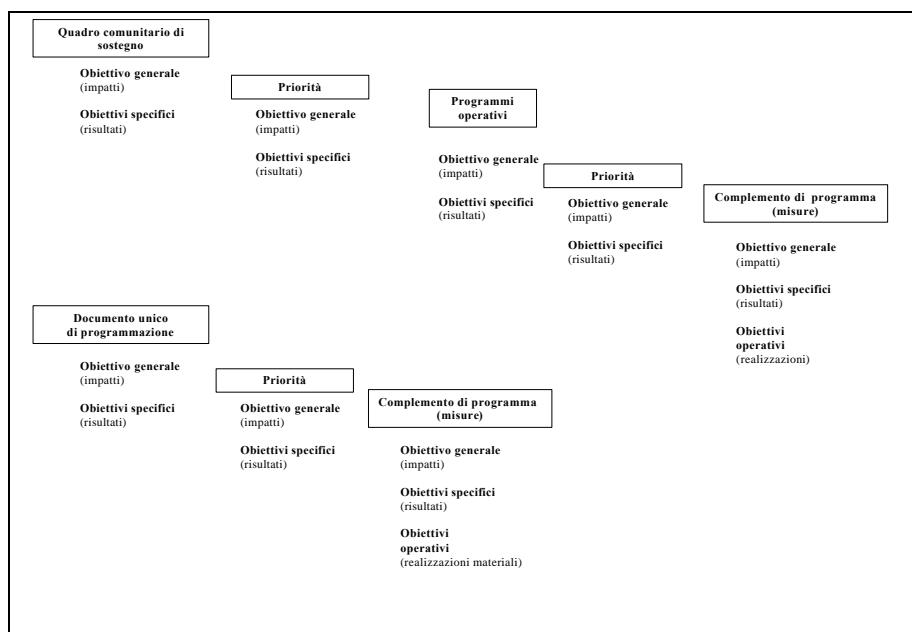 Quadro comunitario di
sostegno
Obiettivo generale
(impatti)
Obiettivi specifici
(risultati)
Priorità
Obiettivo generale
(impatti)
Obiettivi specifici
(risultati)
Programmi
operativi
Obiettivo generale
(impatti)
Obiettivi specifici
(risultati)
Priorità
Obiettivo generale
(impatti)
Obiettivi specifici
(risultati)
Complemento di programma
(misure)
Obiettivo generale
(impatti)
Obiettivi specifici
(risultati)
Obiettivi
operativi
(realizzazioni)
Documento unico
di programmazione
Obiettivo generale
(impatti)
Obiettivi specifici
(risultati)
Priorità
Obiettivo generale
(impatti)
Obiettivi specifici
(risultati)
Complemento di programma
(misure)
Obiettivo generale
(impatti)
Obiettivi specifici
(risultati)
Obiettivi
operativi
(realizzazioni materiali)